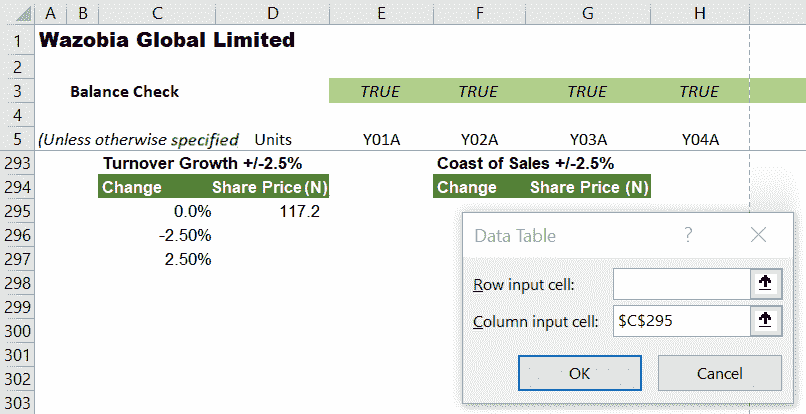 A B C D E F G H
1 Wazobia Global Limited
2
3 Balance Check TRUE TRUE TRUE TRUE
4
5 (Unless otherwise specified Units Y01A Y02A Y03A Y04A
293 Turnover Growth +/-2.5% Coast of Sales +/-2.5%
294 Change Share Price (N) Change Share Price (N)
295 0.0% 117.2
296 -2.50%
297 2.50%
298
299
300
301
302
303
Data Table ?
Row input cell:
Column input cell: $C$295
OK Cancel